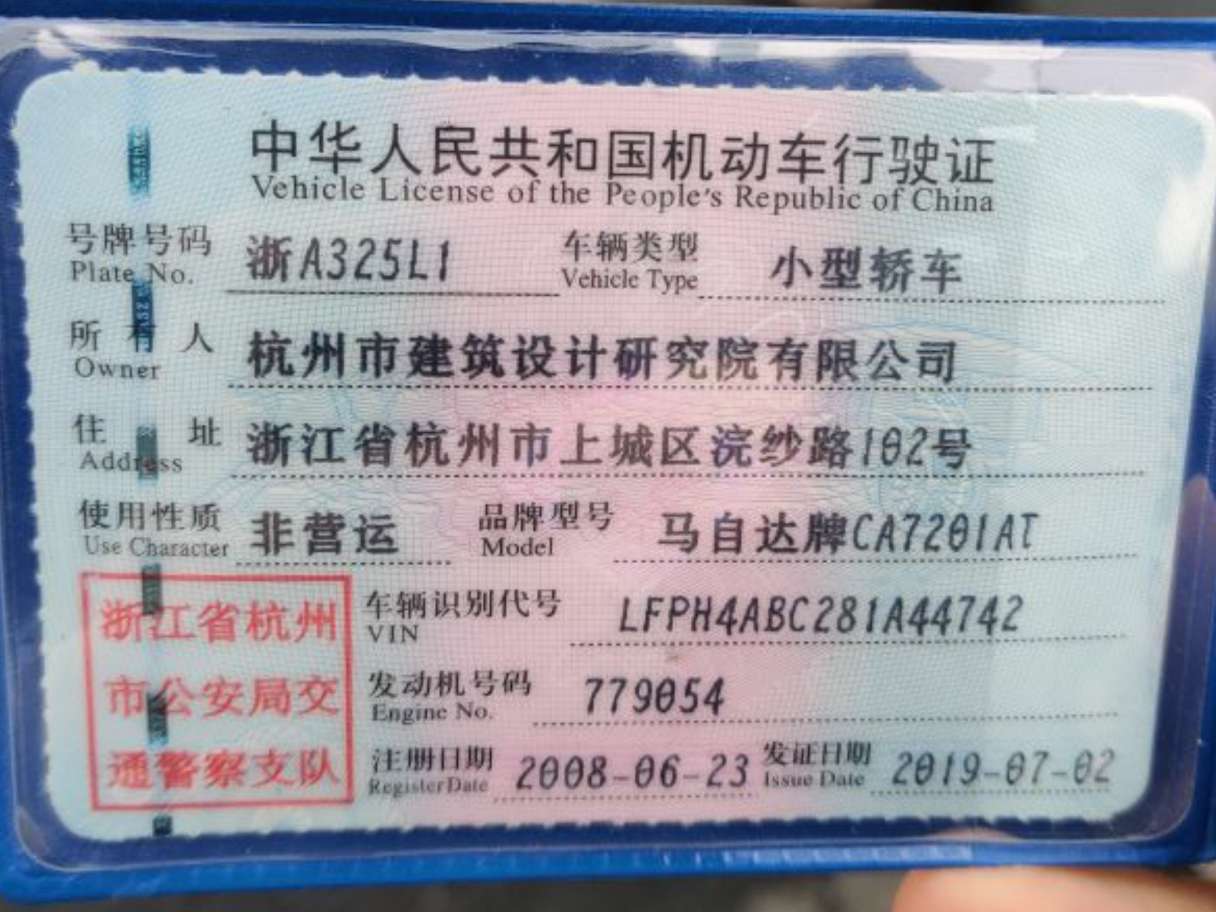 中华人民共和国机动车行驶证
Vehicle License of the People's Republic of China
号牌号码 浙A325L1 车辆类型 小型轿车
Plate No. Vehicle Type
所有人 杭州市建筑设计研究院有限公司
Owner
住址 浙江省杭州市上城区浣纱路102号
Address
使用性质 非营运 品牌型号 马自达牌CA7201AT
Use Character Model
浙江省杭州
市公安局交
通警察支队
车辆识别代号 LFPH4ABC281A44742
VIN
发动机号码 779054
Engine No.
注册日期 2008-06-23 发证日期 2019-07-02
Register Date Issue Date